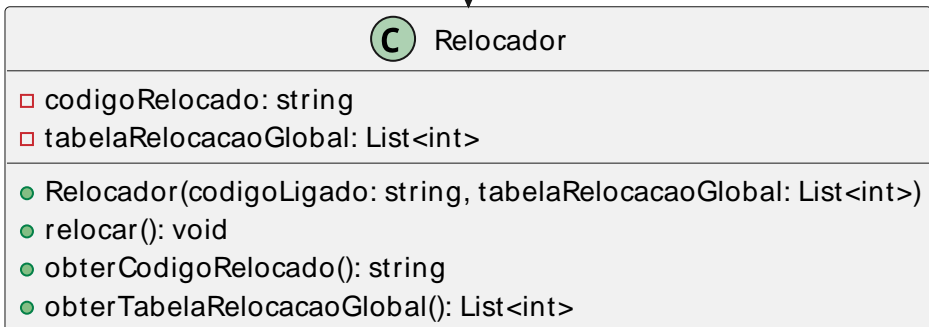 C Relocador
codigoRelocado: string
tabelaRelocacaoGlobal: List<int>
Relocador(codigoLigado: string, tabelaRelocacaoGlobal: List<int>)
relocar(): void
obterCodigoRelocado(): string
obterTabelaRelocacaoGlobal(): List<int>